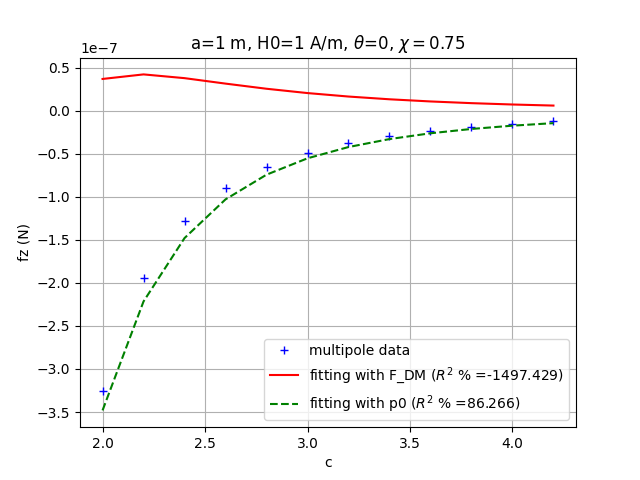 a=1 m, H0=1 A/m, θ=0, χ = 0.75
1e−7
0.5
0.0
−0.5
−1.0
−1.5
−2.0
−2.5
−3.0
−3.5
fz (N)
multipole data
fitting with F_DM (R² % =-1497.429)
fitting with p0 (R² % =86.266)
2.0 2.5 3.0 3.5 4.0
c